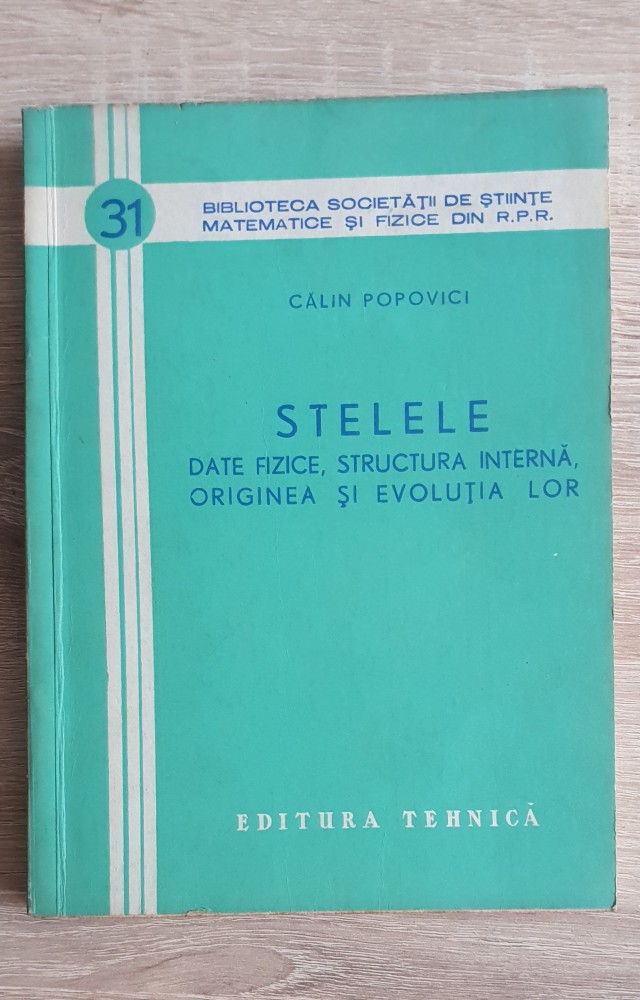 31
BIBLIOTECA SOCIETĂȚII DE ȘTIINȚE
MATEMATICE ȘI FIZICE DIN R.P.R.
CĂLIN POPOVICI
STELELE
DATE FIZICE, STRUCTURA INTERNĂ,
ORIGINEA ȘI EVOLUȚIA LOR
EDITURA TEHNICĂ